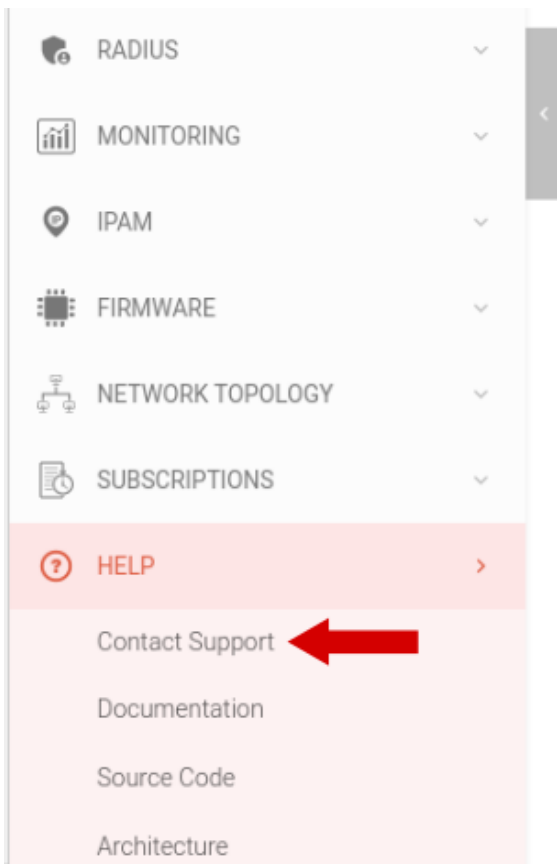 RADIUS
MONITORING
IPAM
FIRMWARE
NETWORK TOPOLOGY
SUBSCRIPTIONS
HELP
Contact Support
Documentation
Source Code
Architecture